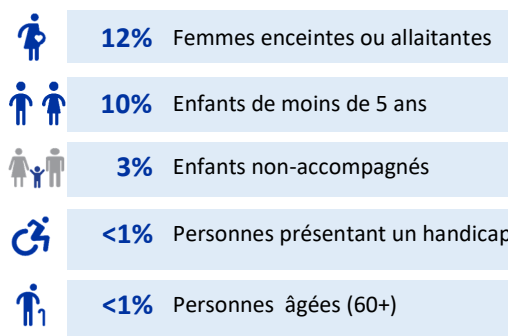 12% Femmes enceintes ou allaitantes
10% Enfants de moins de 5 ans
3% Enfants non-accompagnés
<1% Personnes présentant un handicap
<1% Personnes âgées (60+)